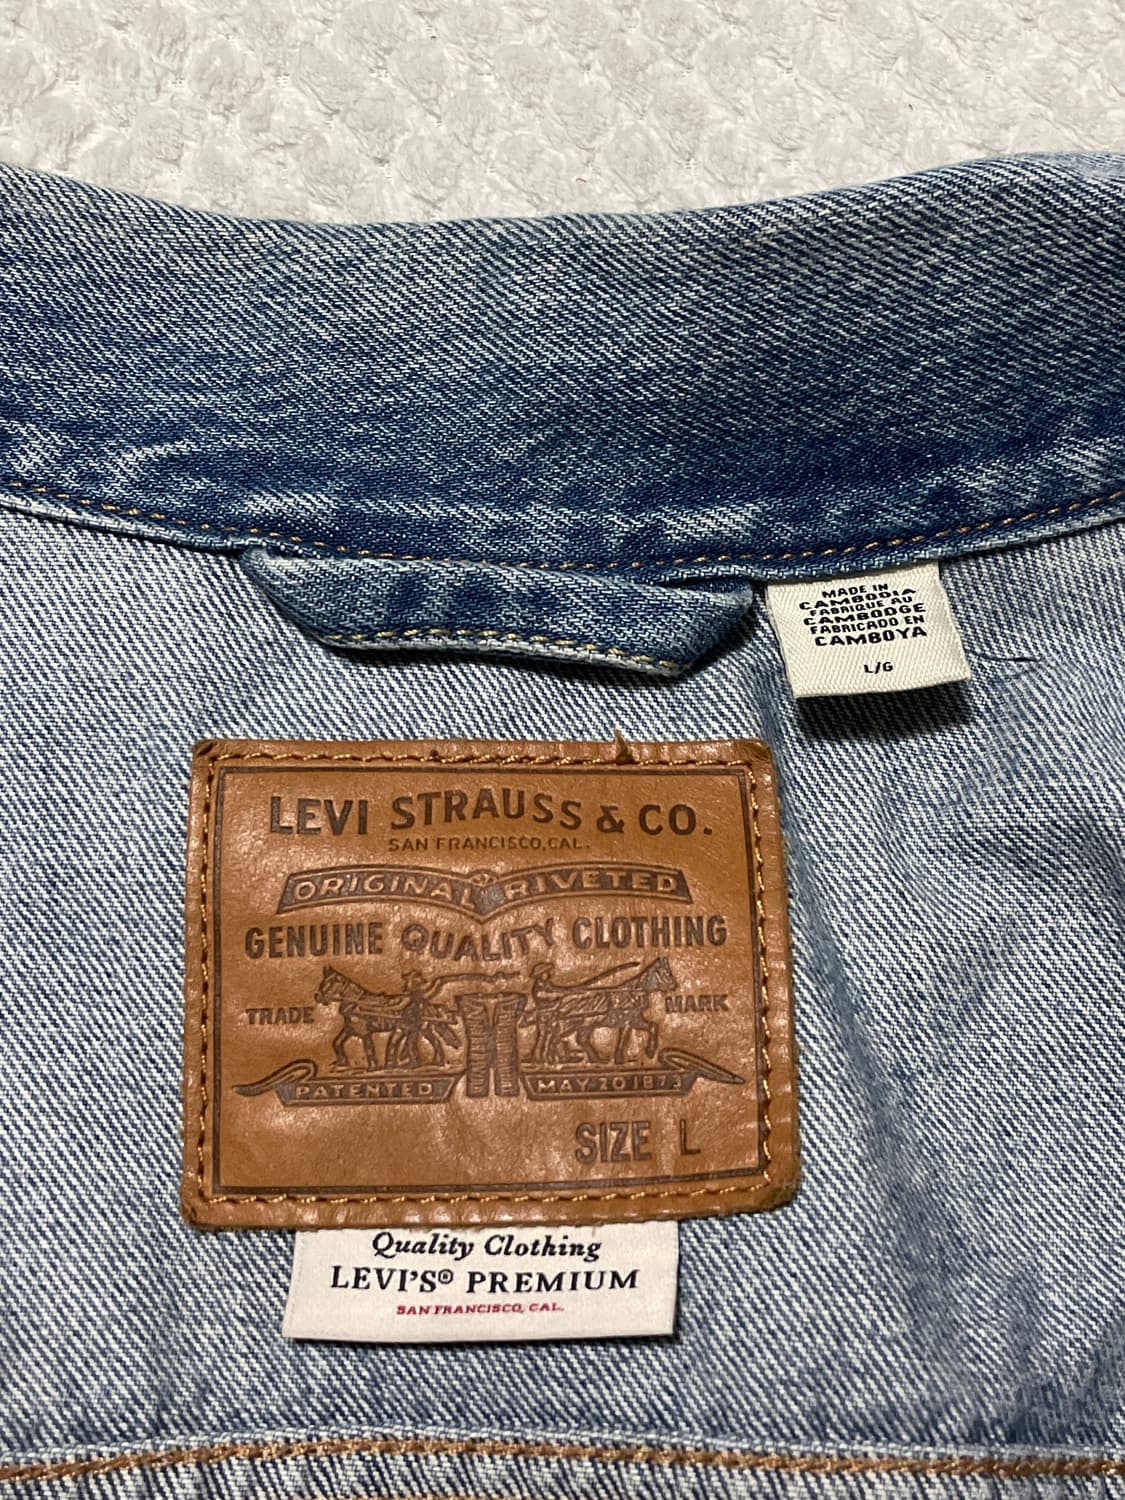 MADE IN
CAMBODIA
FABRIQUE AU
CAMBODGE
FABRICADO EN
CAMBOYA
L/G
LEVI STRAUSS & CO.
SAN FRANCISCO, CAL.
ORIGINAL RIVETED
GENUINE QUALITY CLOTHING
TRADE MARK
PATENTED MAY 20 1873
SIZE L
Quality Clothing
LEVI'S® PREMIUM
SAN FRANCISCO, CAL.